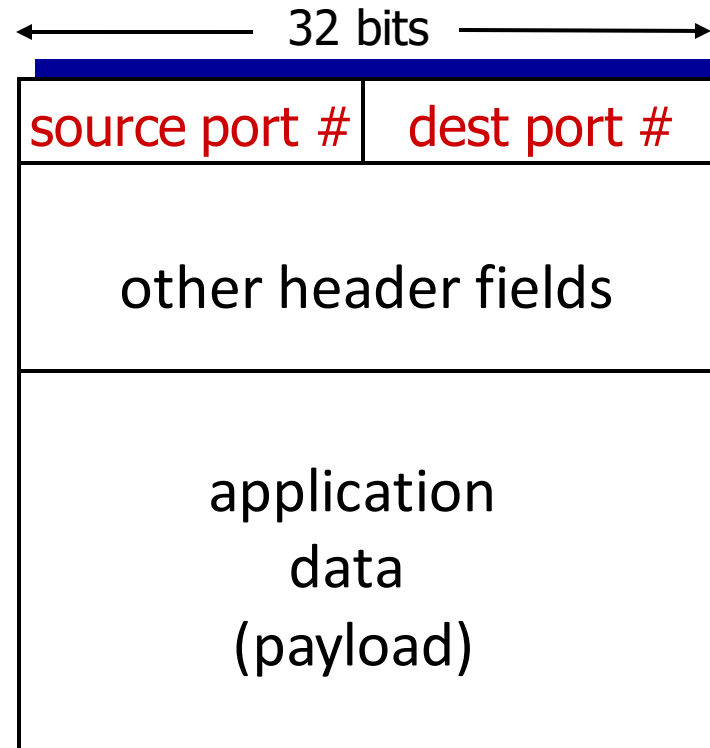 32 bits
source port # dest port #
other header fields
application
data
(payload)